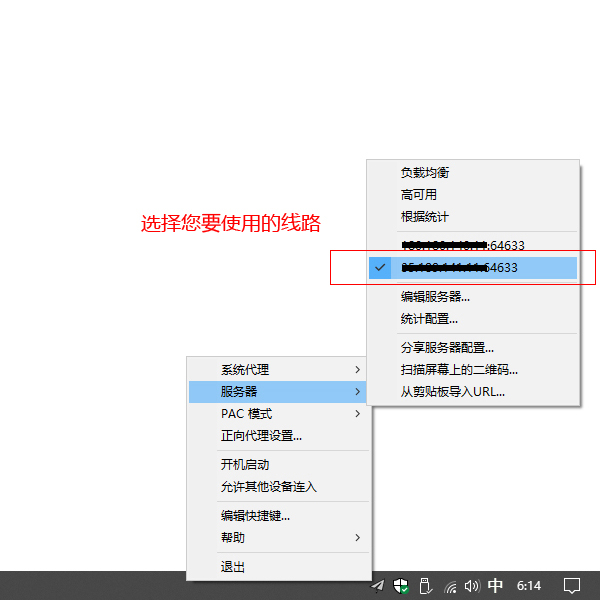 负载均衡
高可用
根据统计
选择您要使用的线路
:64633
64633
编辑服务器...
统计配置...
分享服务器配置...
扫描屏幕上的二维码...
从剪贴板导入URL...
系统代理
服务器
PAC 模式
正向代理设置...
开机启动
允许其他设备连入
编辑快捷键...
帮助
退出
中 6:14